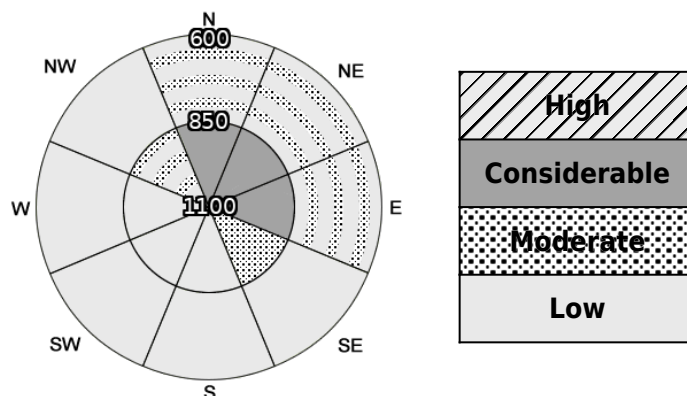 N
600
NW
NE
850
W
1100
E
SW
SE
S
High
Considerable
Moderate
Low